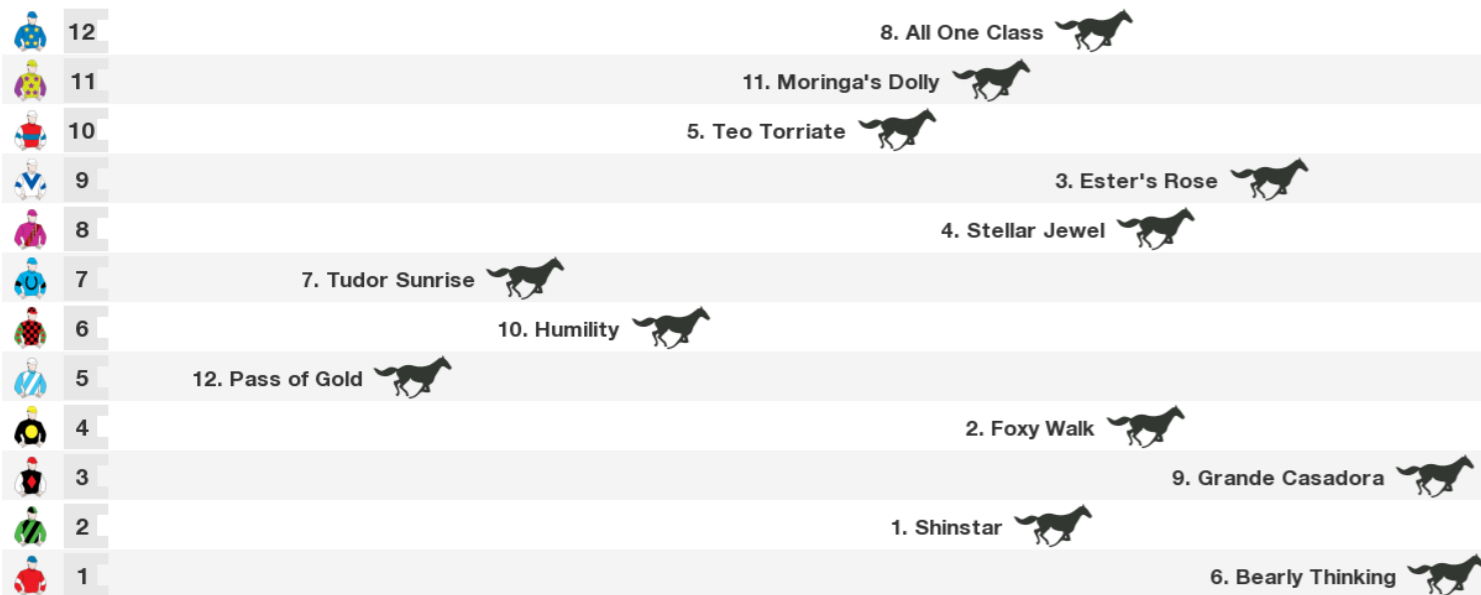 12 8. All One Class
11 11. Moringa's Dolly
10 5. Teo Torriate
9 3. Ester's Rose
8 4. Stellar Jewel
7 7. Tudor Sunrise
6 10. Humility
5 12. Pass of Gold
4 2. Foxy Walk
3 9. Grande Casadora
2 1. Shinstar
1 6. Bearly Thinking